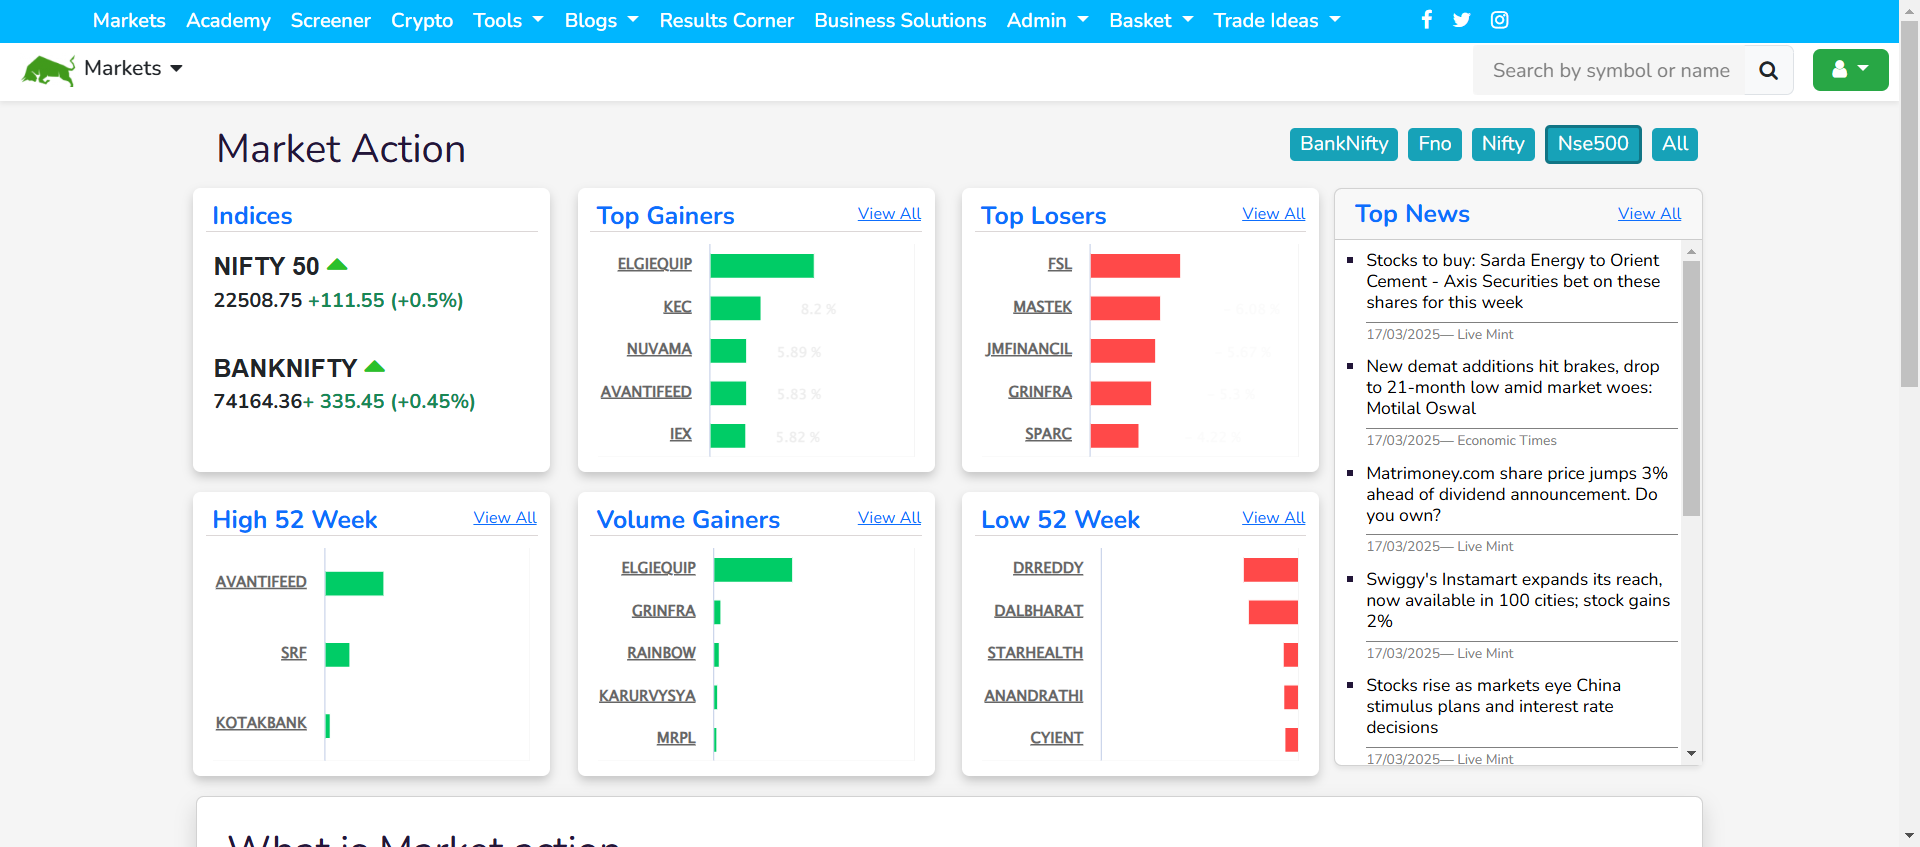 Markets Academy Screener Crypto Tools Blogs Results Corner Business Solutions Admin Basket Trade Ideas
Markets
Search by symbol or name
Market Action
BankNifty Fno Nifty Nse500 All
Indices
NIFTY 50
22508.75 +111.55 (+0.5%)
BANKNIFTY
74164.36+ 335.45 (+0.45%)
Top Gainers View All
ELGIEQUIP
KEC 8.2 %
NUVAMA 5.89 %
AVANTIFEED 5.83 %
IEX 5.82 %
Top Losers View All
FSL
MASTEK
JMFINANCIL
GRINFRA
SPARC
Top News View All
Stocks to buy: Sarda Energy to Orient
Cement - Axis Securities bet on these
shares for this week
17/03/2025— Live Mint
New demat additions hit brakes, drop
to 21-month low amid market woes:
Motilal Oswal
17/03/2025— Economic Times
Matrimoney.com share price jumps 3%
ahead of dividend announcement. Do
you own?
17/03/2025— Live Mint
Swiggy's Instamart expands its reach,
now available in 100 cities; stock gains
2%
17/03/2025— Live Mint
Stocks rise as markets eye China
stimulus plans and interest rate
decisions
17/03/2025— Live Mint
High 52 Week View All
AVANTIFEED
SRF
KOTAKBANK
Volume Gainers View All
ELGIEQUIP
GRINFRA
RAINBOW
KARURVYSYA
MRPL
Low 52 Week View All
DRREDDY
DALBHARAT
STARHEALTH
ANANDRATHI
CYIENT
What is Market action